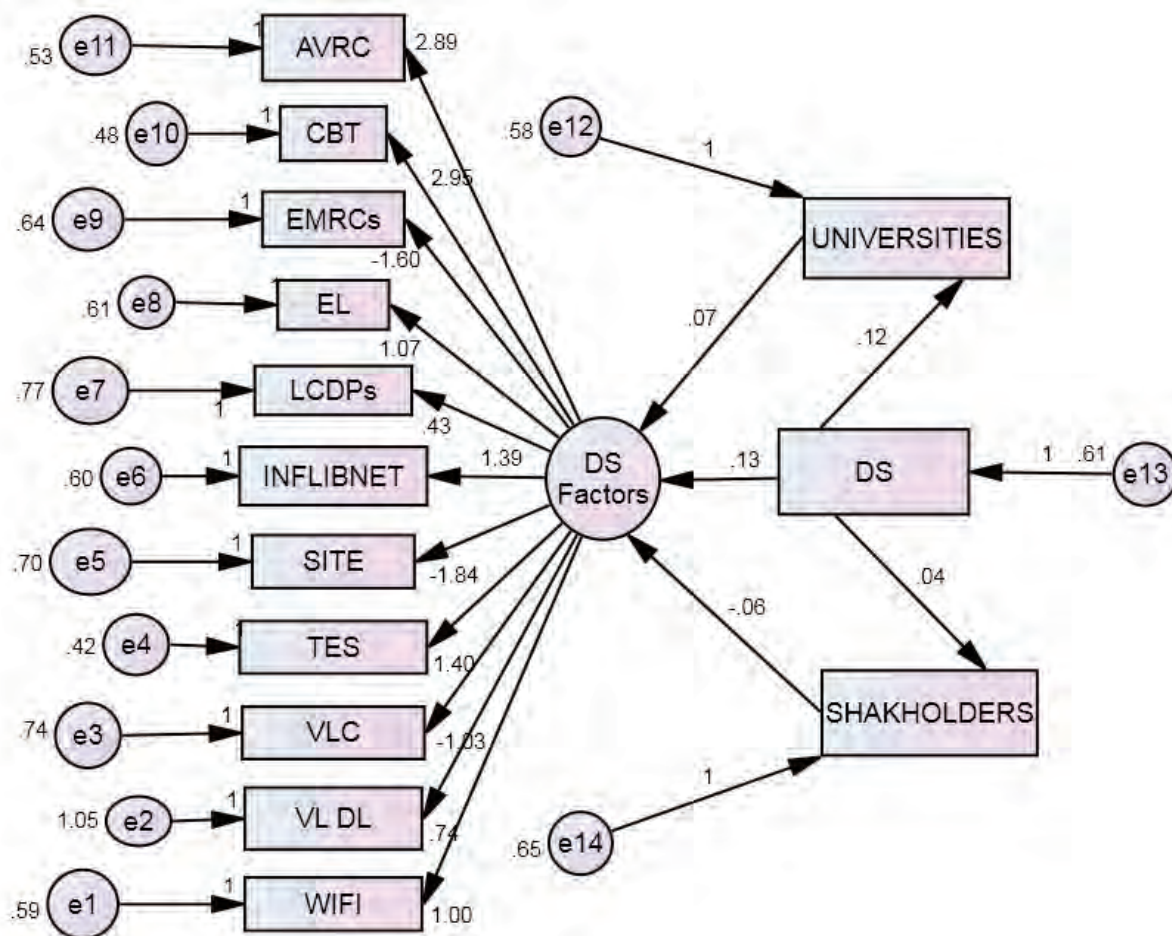 .53 e11 1 AVRC 2.89
.48 e10 1 CBT 2.95
.58 e12 1
.64 e9 1 EMRCs -1.60
UNIVERSITIES
.61 e8 1 EL 1.07
.07
.12
.77 e7 1 LCDPs .43
.60 e6 1 INFLIBNET 1.39
DS
Factors
.13
DS
1 .61 e13
.70 e5 1 SITE -1.84
.04
-.06
.42 e4 1 TES 1.40
SHAKHOLDERS
.74 e3 1 VLC -1.03
1
1.05 e2 1 VL DL .74
.65 e14
.59 e1 1 WIFI 1.00